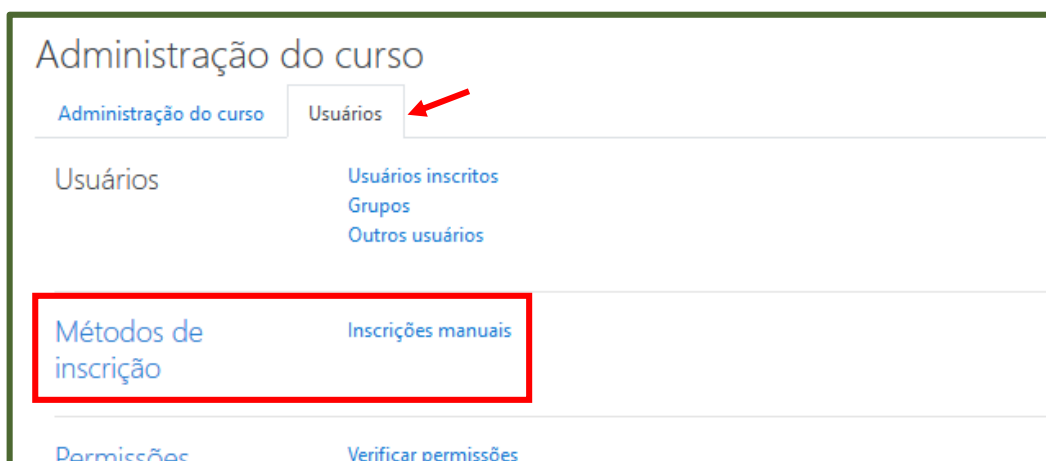 Administração do curso
Administração do curso Usuários
Usuários Usuários inscritos
Grupos
Outros usuários
Métodos de inscrição Inscrições manuais
Permissões Verificar permissões